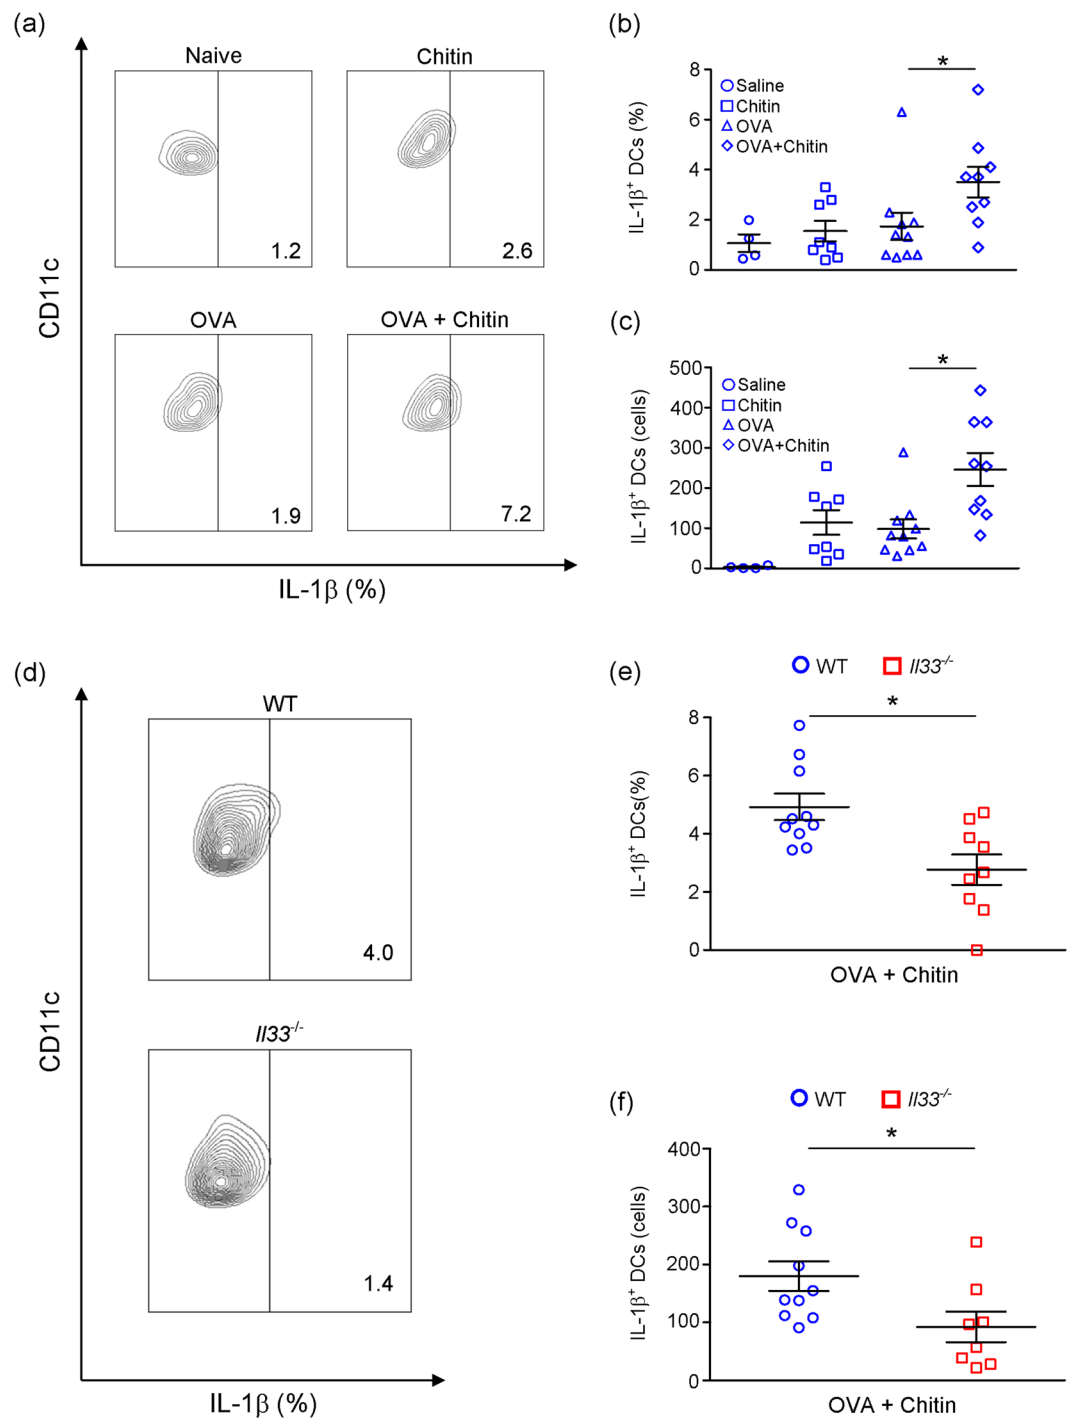 (a)
CD11c
Naive
1.2
Chitin
2.6
OVA
1.9
OVA + Chitin
7.2
IL-1β (%)
(b)
IL-1β⁺ DCs (%)
8
6
4
2
0
Saline
Chitin
OVA
OVA+Chitin
*
(c)
IL-1β⁺ DCs (cells)
500
400
300
200
100
0
Saline
Chitin
OVA
OVA+Chitin
*
(d)
CD11c
WT
4.0
Il33⁻/⁻
1.4
IL-1β (%)
(e)
WT Il33⁻/⁻
*
IL-1β⁺ DCs(%)
8
6
4
2
0
OVA + Chitin
(f)
WT Il33⁻/⁻
*
IL-1β⁺ DCs (cells)
400
300
200
100
0
OVA + Chitin